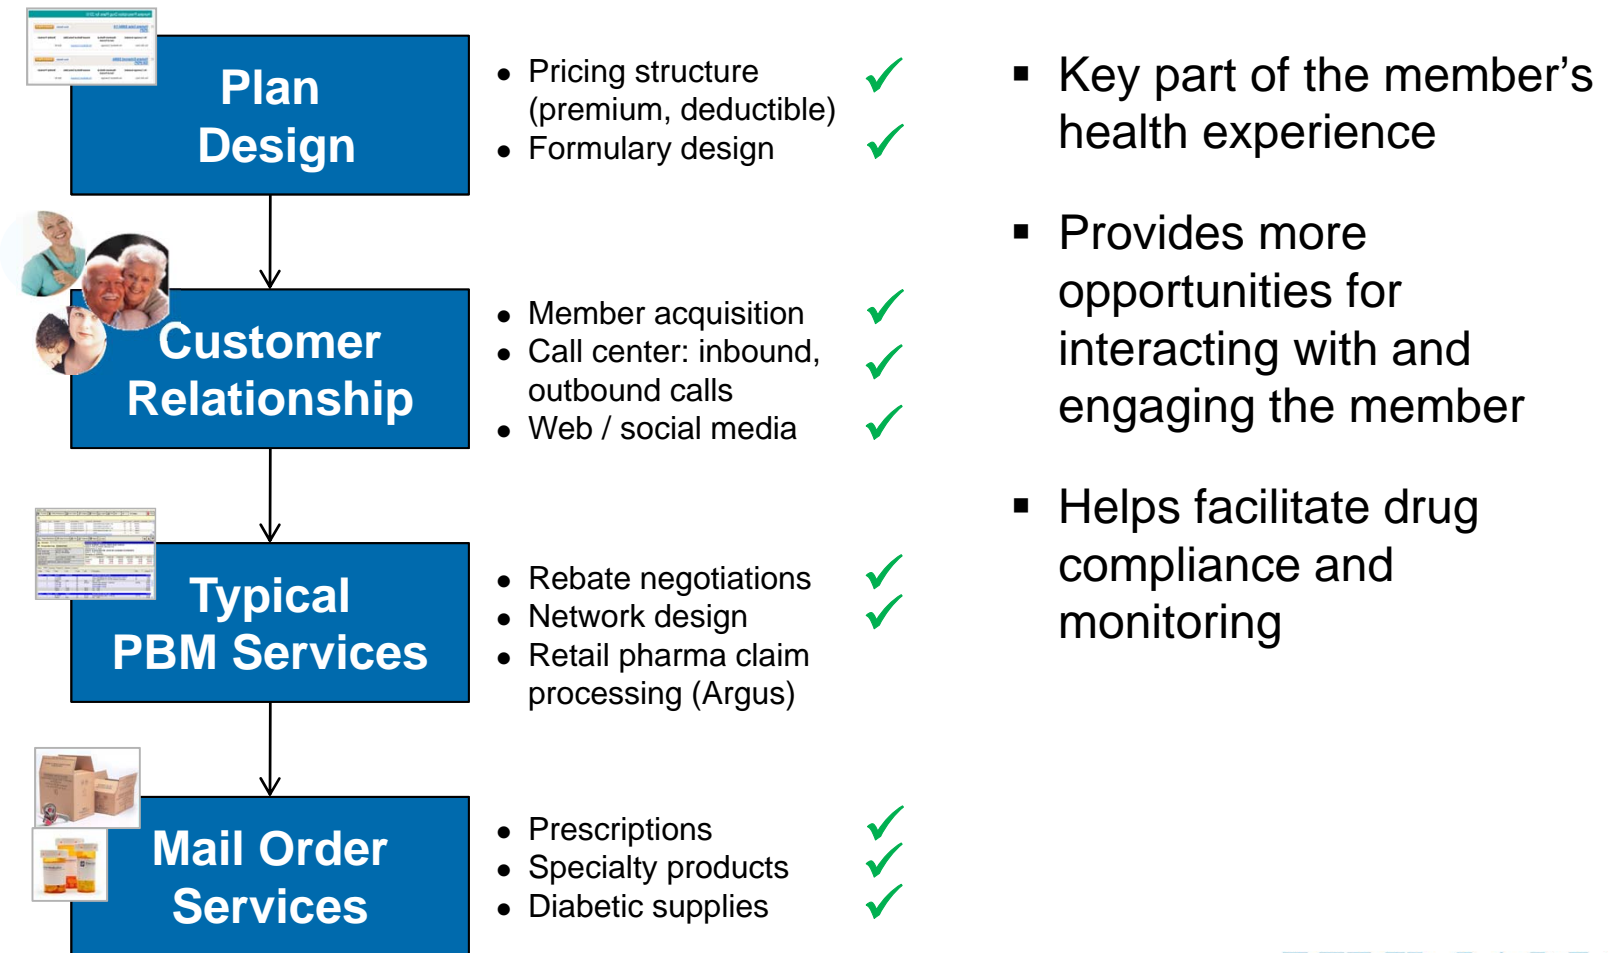 Plan
Design
• Pricing structure
(premium, deductible)
• Formulary design
Customer
Relationship
• Member acquisition
• Call center: inbound,
outbound calls
• Web / social media
Typical
PBM Services
• Rebate negotiations
• Network design
• Retail pharma claim
processing (Argus)
Mail Order
Services
• Prescriptions
• Specialty products
• Diabetic supplies
▪ Key part of the member’s
health experience
▪ Provides more
opportunities for
interacting with and
engaging the member
▪ Helps facilitate drug
compliance and
monitoring